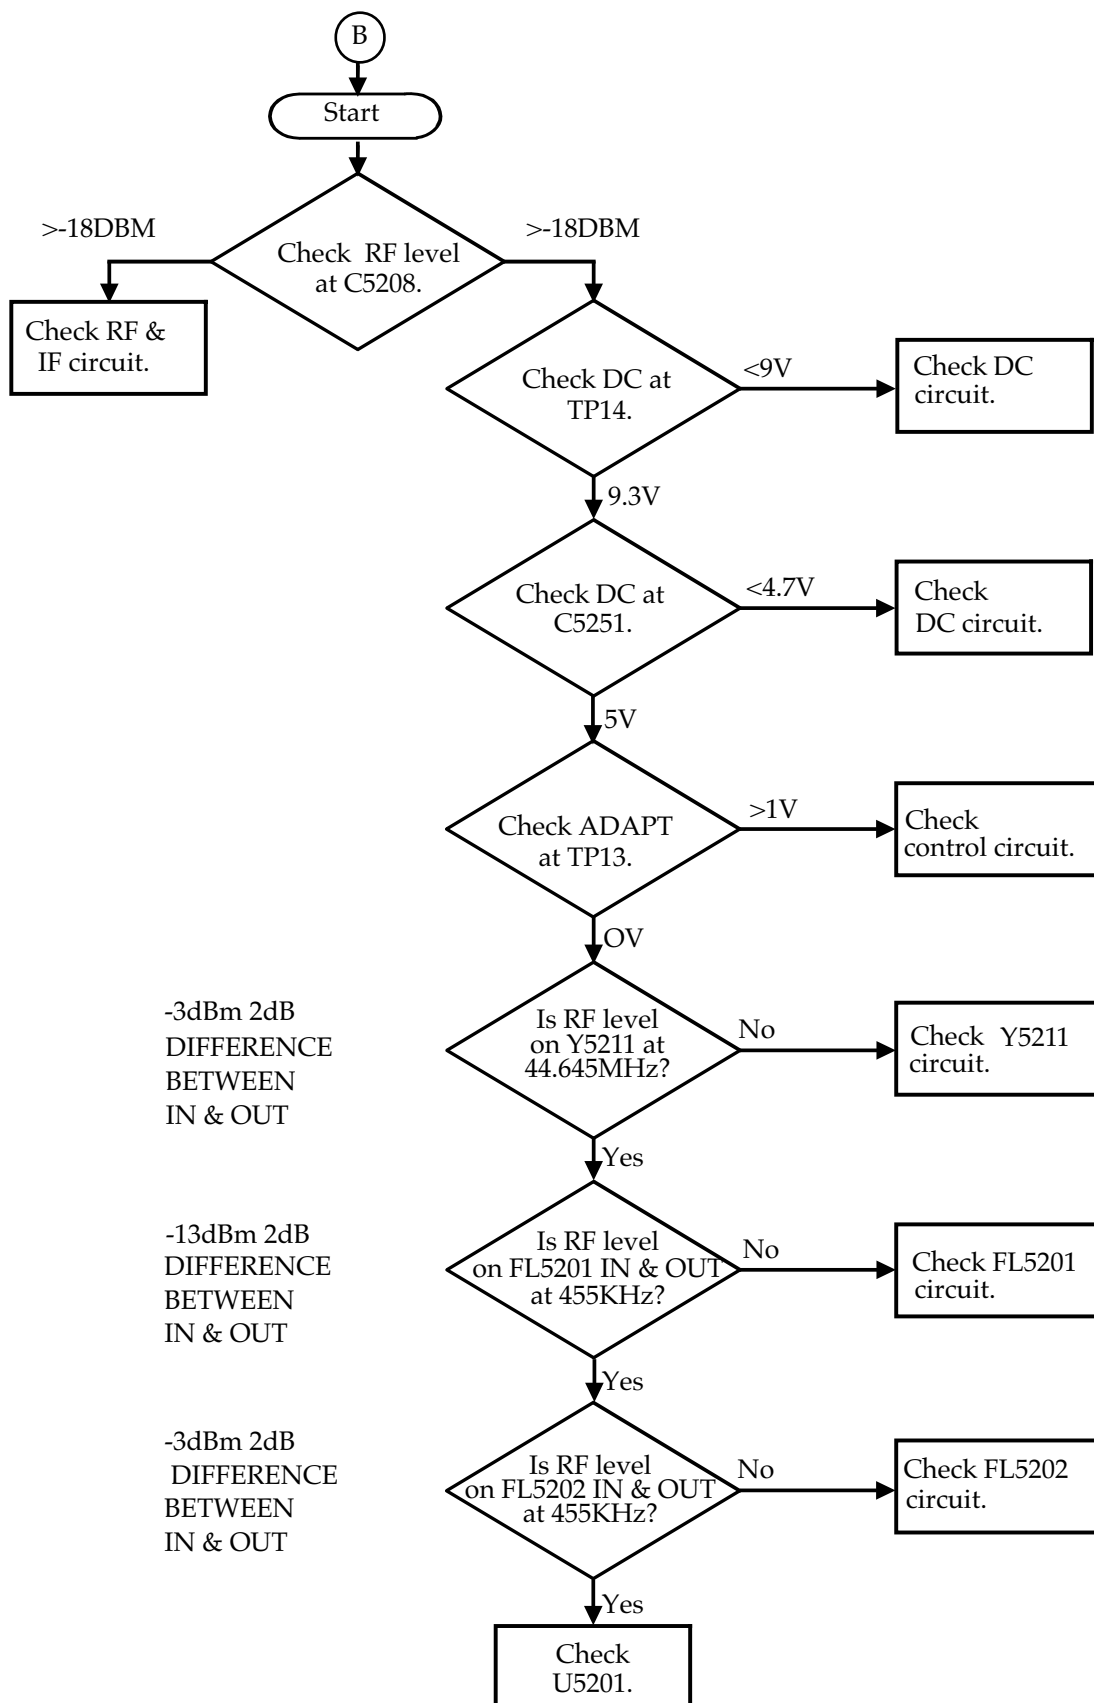 B
Start
>-18DBM
>-18DBM
Check RF level
at C5208.
Check RF &
IF circuit.
Check DC at
TP14.
<9V
Check DC
circuit.
9.3V
Check DC at
C5251.
<4.7V
Check
DC circuit.
5V
Check ADAPT
at TP13.
>1V
Check
control circuit.
OV
-3dBm 2dB
DIFFERENCE
BETWEEN
IN & OUT
Is RF level
on Y5211 at
44.645MHz?
No
Check Y5211
circuit.
Yes
-13dBm 2dB
DIFFERENCE
BETWEEN
IN & OUT
Is RF level
on FL5201 IN & OUT
at 455KHz?
No
Check FL5201
circuit.
Yes
-3dBm 2dB
DIFFERENCE
BETWEEN
IN & OUT
Is RF level
on FL5202 IN & OUT
at 455KHz?
No
Check FL5202
circuit.
Yes
Check
U5201.